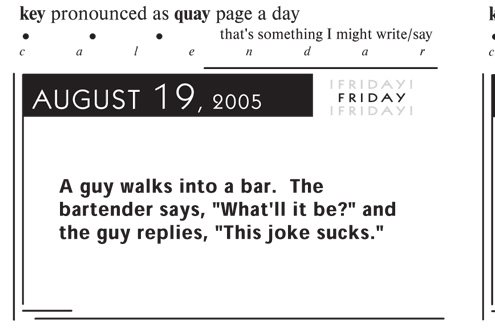 key pronounced as quay page a day
that's something I might write/say
c a l e n d a r
AUGUST 19, 2005
|FRIDAY|
FRIDAY
|FRIDAY|
A guy walks into a bar. The
bartender says, "What'll it be?" and
the guy replies, "This joke sucks."